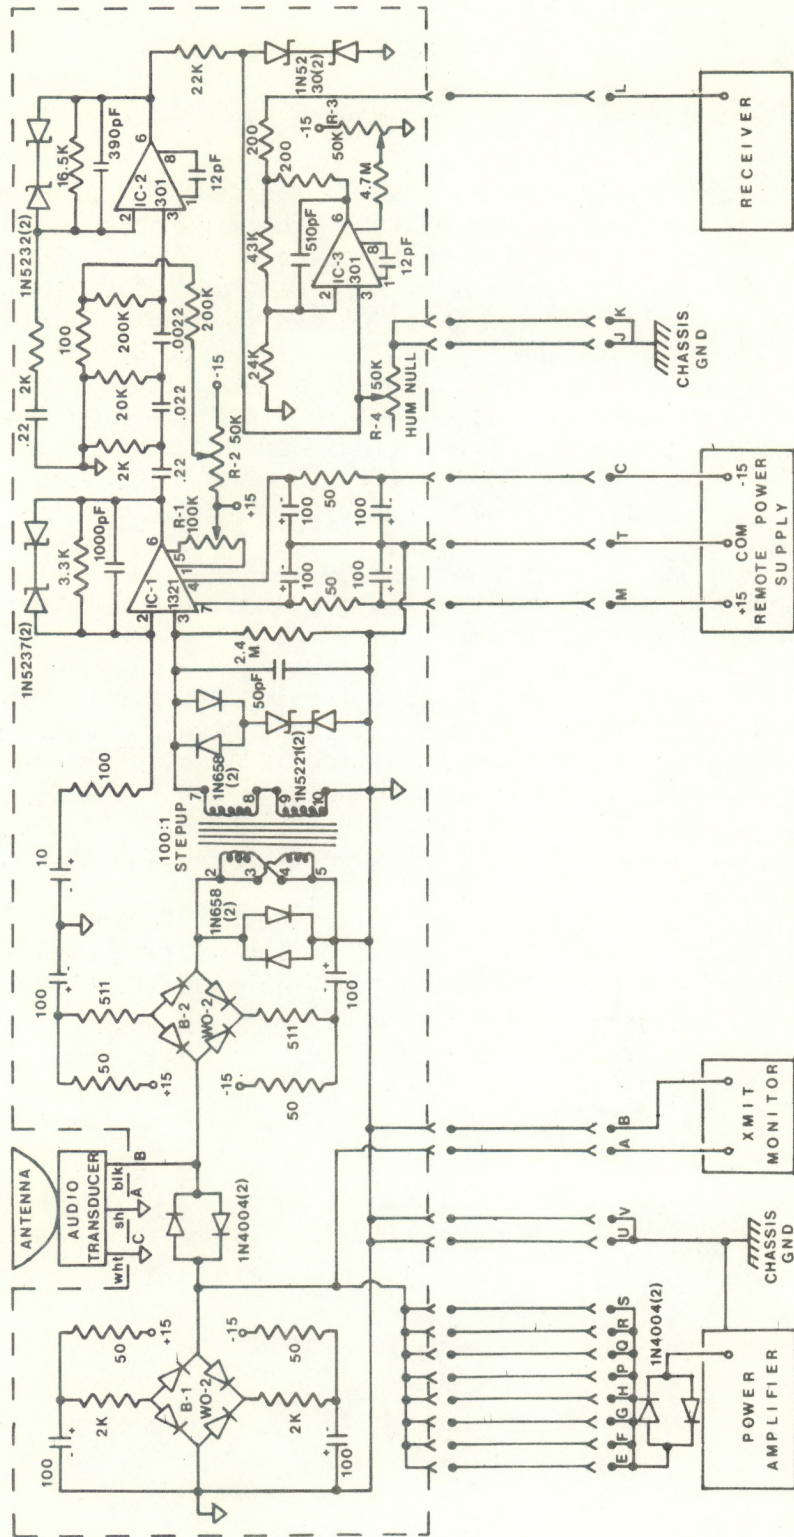 ANTENNA
AUDIO
TRANSDUCER
wht
C
sh
A
blk
B
100
50
2K
+15
B-1
WO-2
-15
2K
50
100
1N4004(2)
100
50
511
+15
B-2
WO-2
-15
511
50
100
1N658
(2)
10
100
100:1
STEPUP
2
3
4
5
7
8
9
10
1N658
(2)
1N5221(2)
50pF
2.4
M
1N5237(2)
3.3K
1000pF
IC-1
1321
2
3
7
4
1
5
6
R-1
100K
+15
R-2
50K
-15
100
50
100
100
50
100
.22
2K
1N5232(2)
100
2K
20K
200K
200K
.22
.022
.0022
16.5K
390pF
IC-2
301
2
3
6
8
1
12pF
22K
1N52
30(2)
24K
43K
200
200
510pF
IC-3
301
2
3
6
8
1
12pF
4.7M
-15
50K
R-3
R-4
50K
HUM NULL
E
F
G
H
P
Q
R
S
U
V
A
B
M
T
C
J
K
L
1N4004(2)
POWER
AMPLIFIER
CHASSIS
GND
XMIT
MONITOR
+15
COM
-15
REMOTE POWER
SUPPLY
CHASSIS
GND
RECEIVER